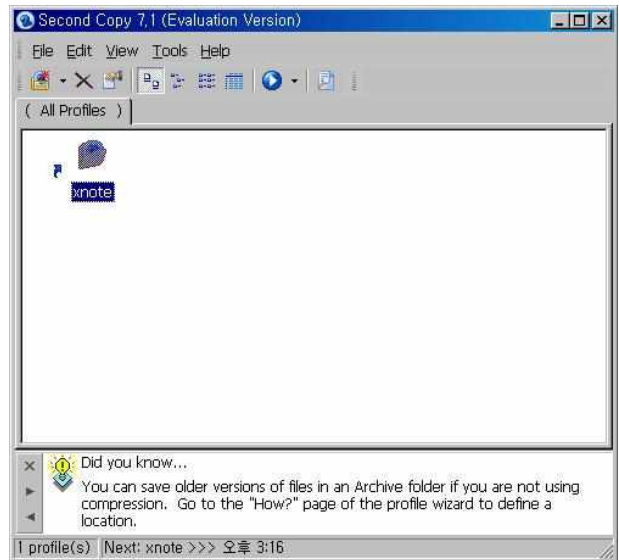 Second Copy 7,1 (Evaluation Version)
File Edit View Tools Help
( All Profiles )
xnote
Did you know...
You can save older versions of files in an Archive folder if you are not using
compression. Go to the "How?" page of the profile wizard to define a
location.
1 profile(s) Next: xnote >>> 오후 3:16